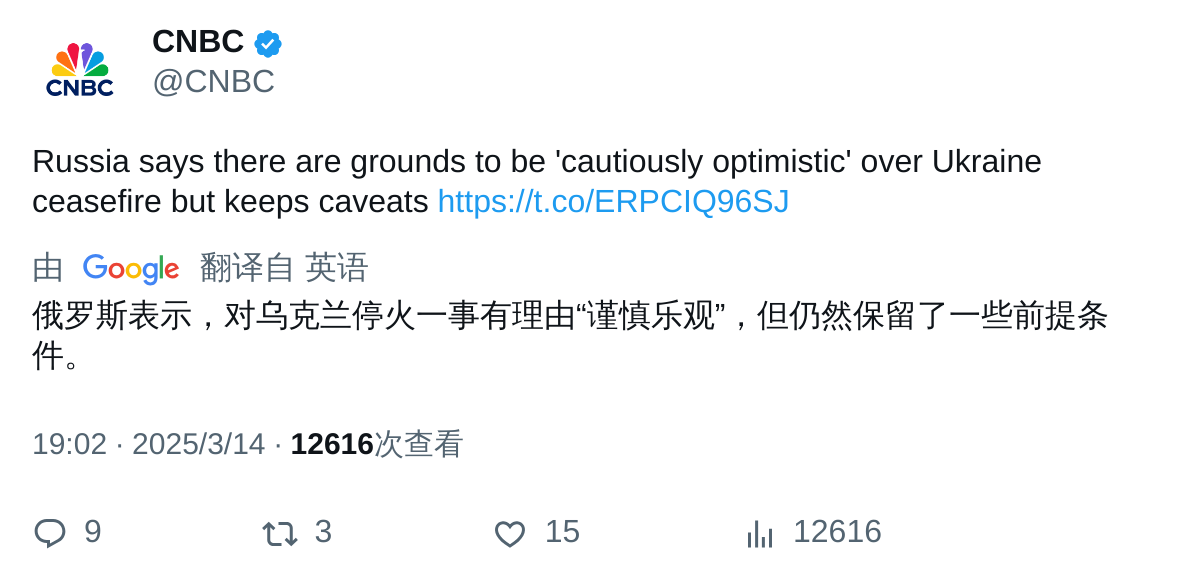 CNBC
CNBC
@CNBC
Russia says there are grounds to be 'cautiously optimistic' over Ukraine
ceasefire but keeps caveats https://t.co/ERPCIQ96SJ
由 Google 翻译自 英语
俄罗斯表示，对乌克兰停火一事有理由“谨慎乐观”，但仍然保留了一些前提条
件。
19:02 · 2025/3/14 · 12616次查看
9 3 15 12616